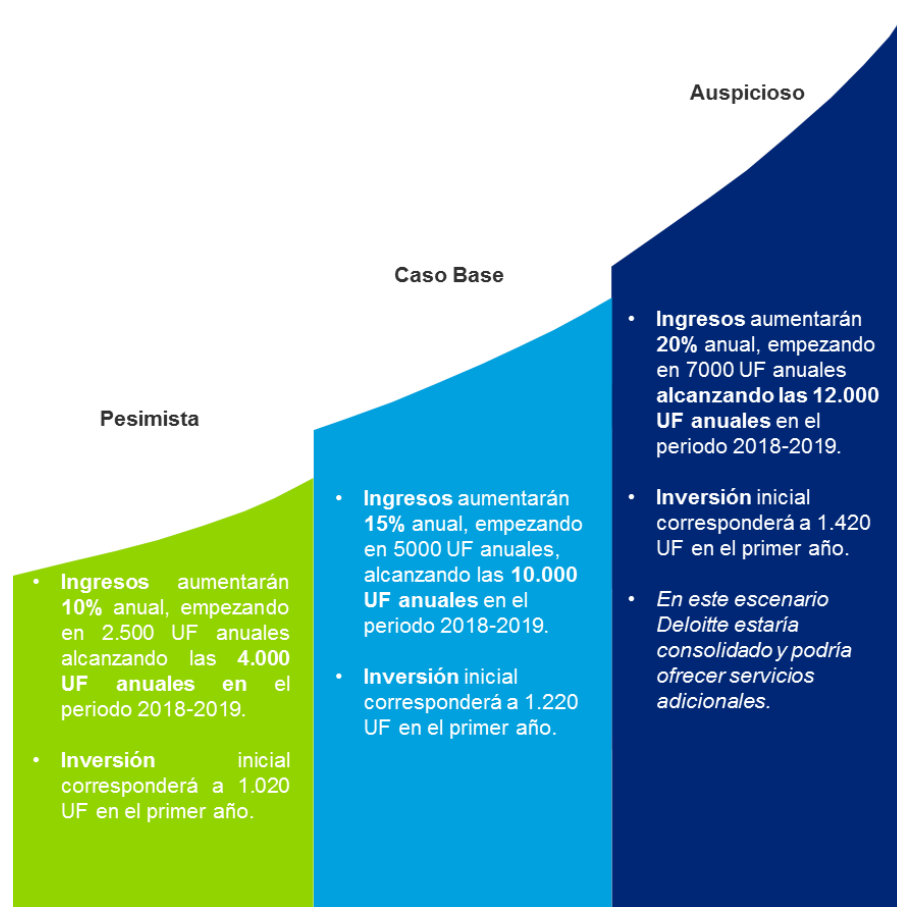 Pesimista
• Ingresos aumentarán
10% anual, empezando
en 2.500 UF anuales
alcanzando las 4.000
UF anuales en el
periodo 2018-2019.
• Inversión inicial
corresponderá a 1.020
UF en el primer año.
Caso Base
• Ingresos aumentarán
15% anual, empezando
en 5000 UF anuales,
alcanzando las 10.000
UF anuales en el
periodo 2018-2019.
• Inversión inicial
corresponderá a 1.220
UF en el primer año.
Auspicioso
• Ingresos aumentarán
20% anual, empezando
en 7000 UF anuales
alcanzando las 12.000
UF anuales en el
periodo 2018-2019.
• Inversión inicial
corresponderá a 1.420
UF en el primer año.
• En este escenario
Deloitte estaría
consolidado y podría
ofrecer servicios
adicionales.